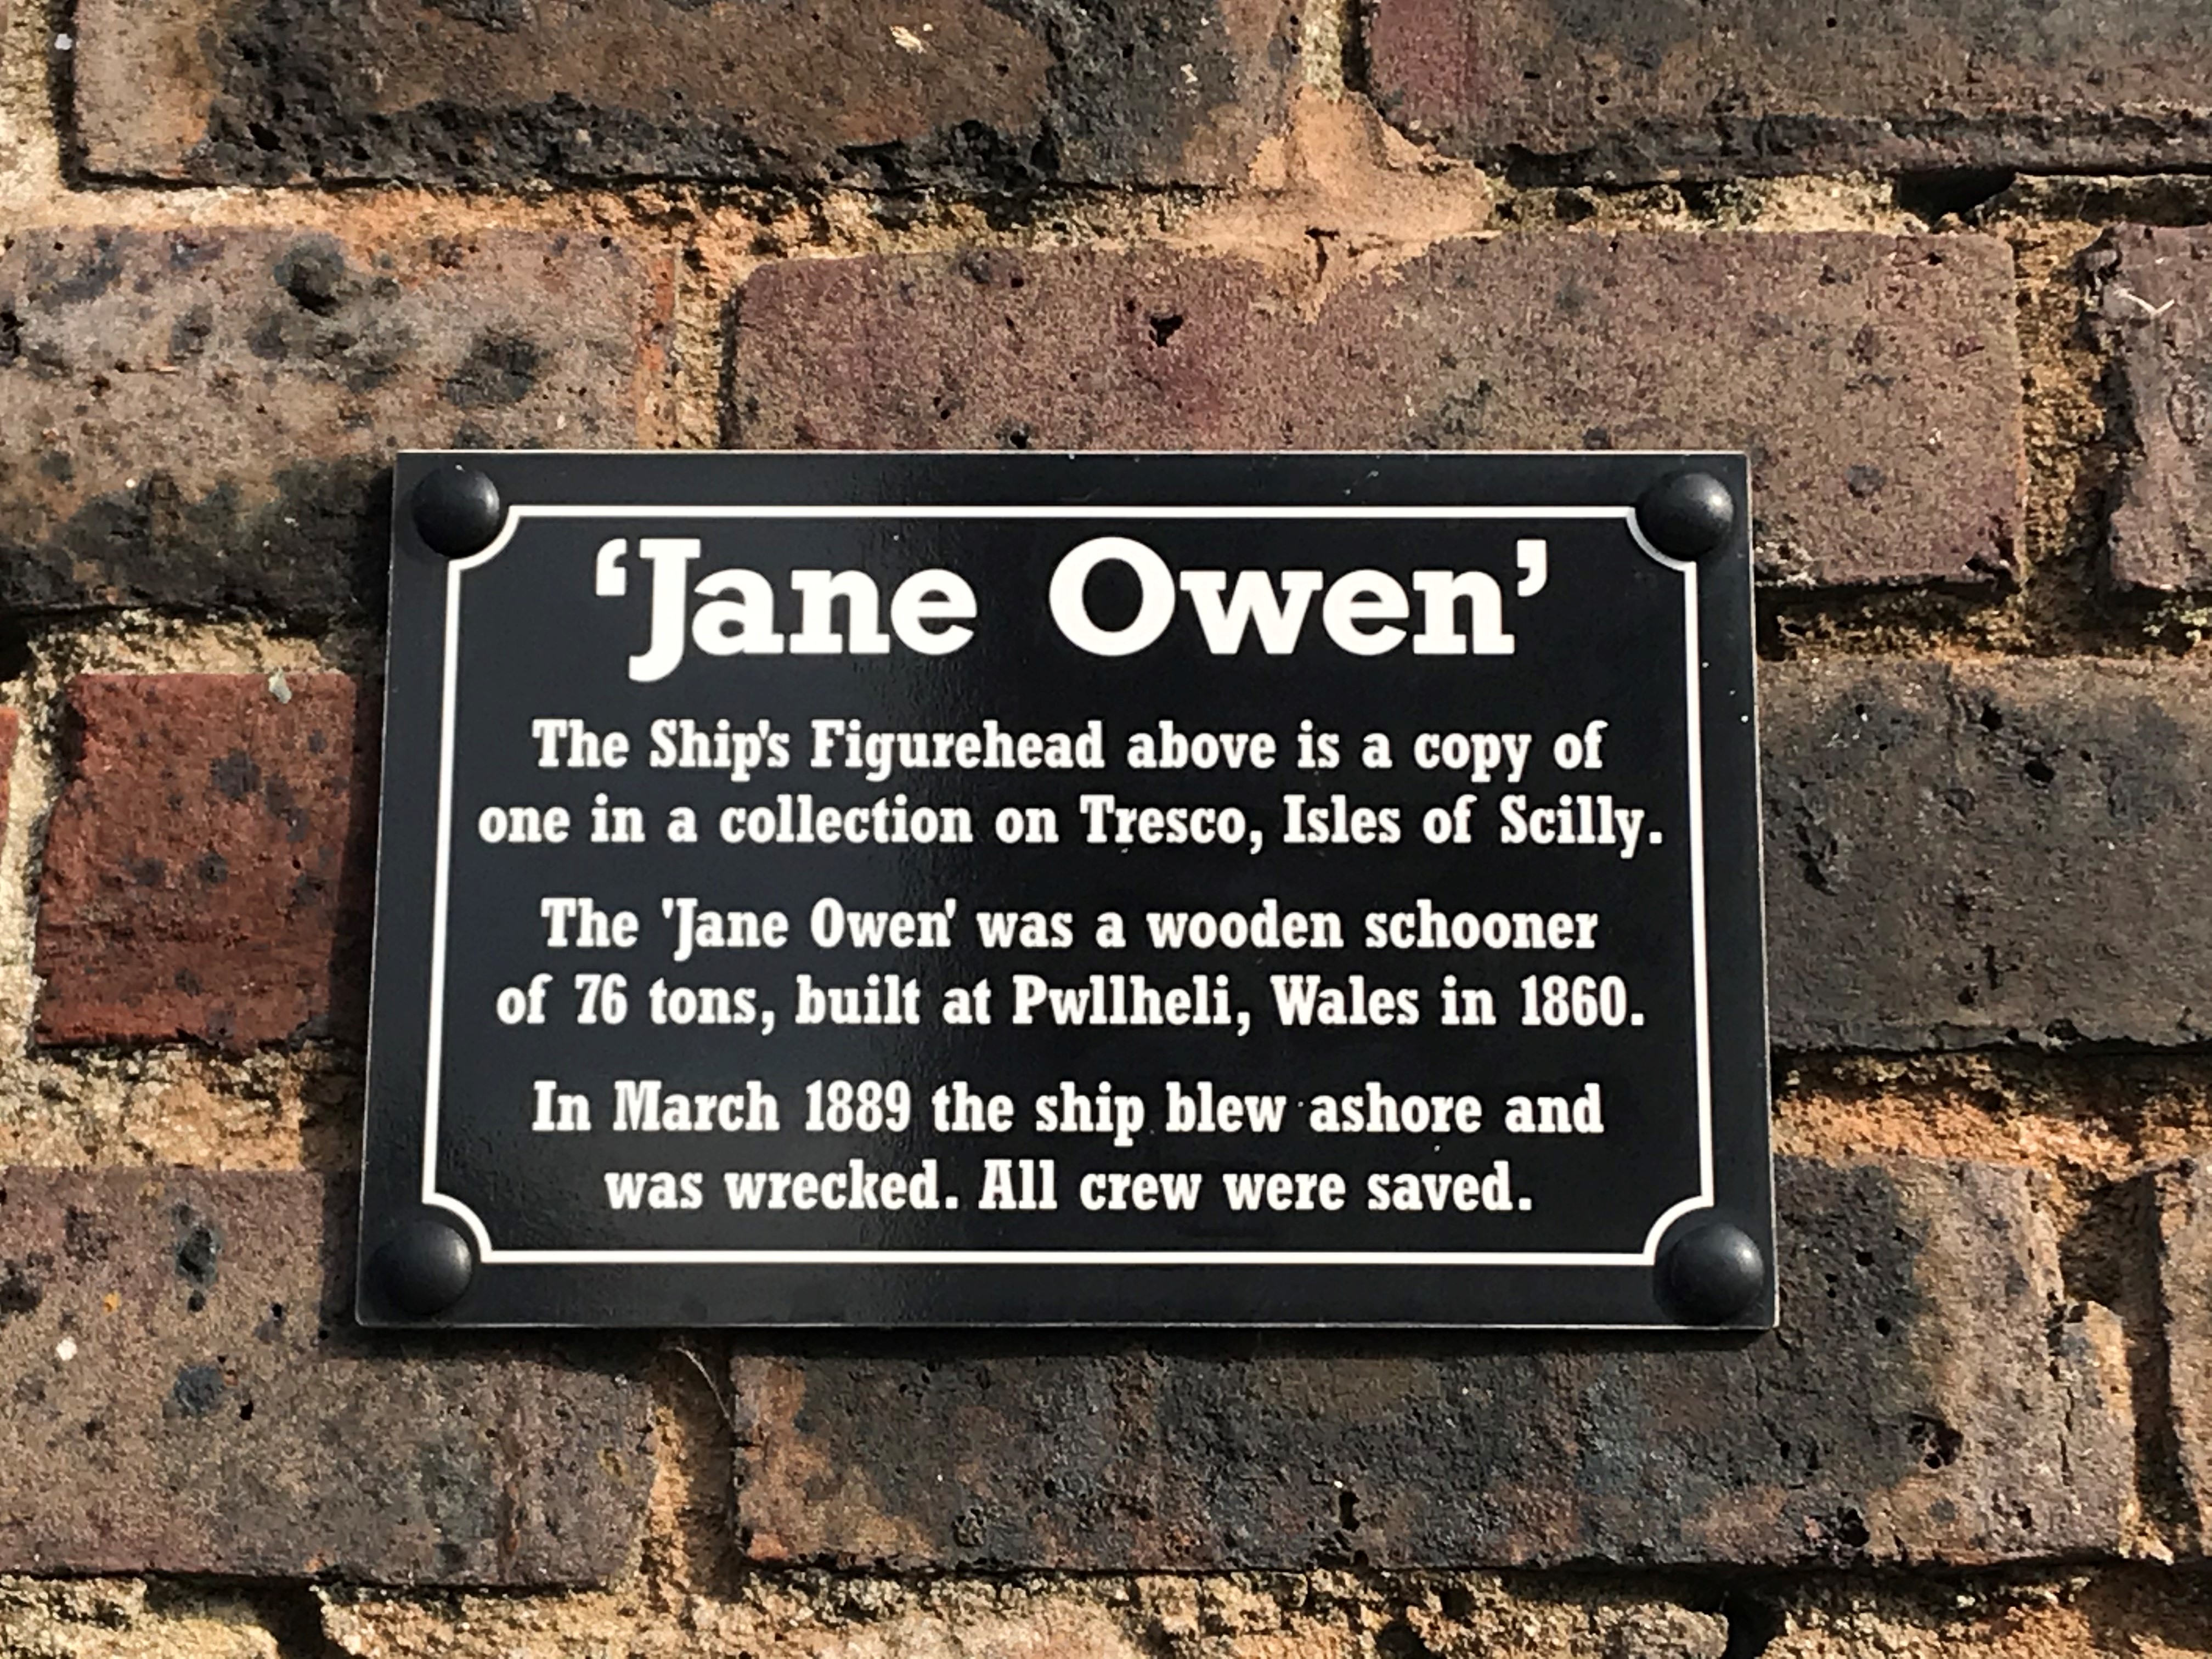 ‘Jane Owen’
The Ship's Figurehead above is a copy of
one in a collection on Tresco, Isles of Scilly.
The 'Jane Owen' was a wooden schooner
of 76 tons, built at Pwllheli, Wales in 1860.
In March 1889 the ship blew ashore and
was wrecked. All crew were saved.